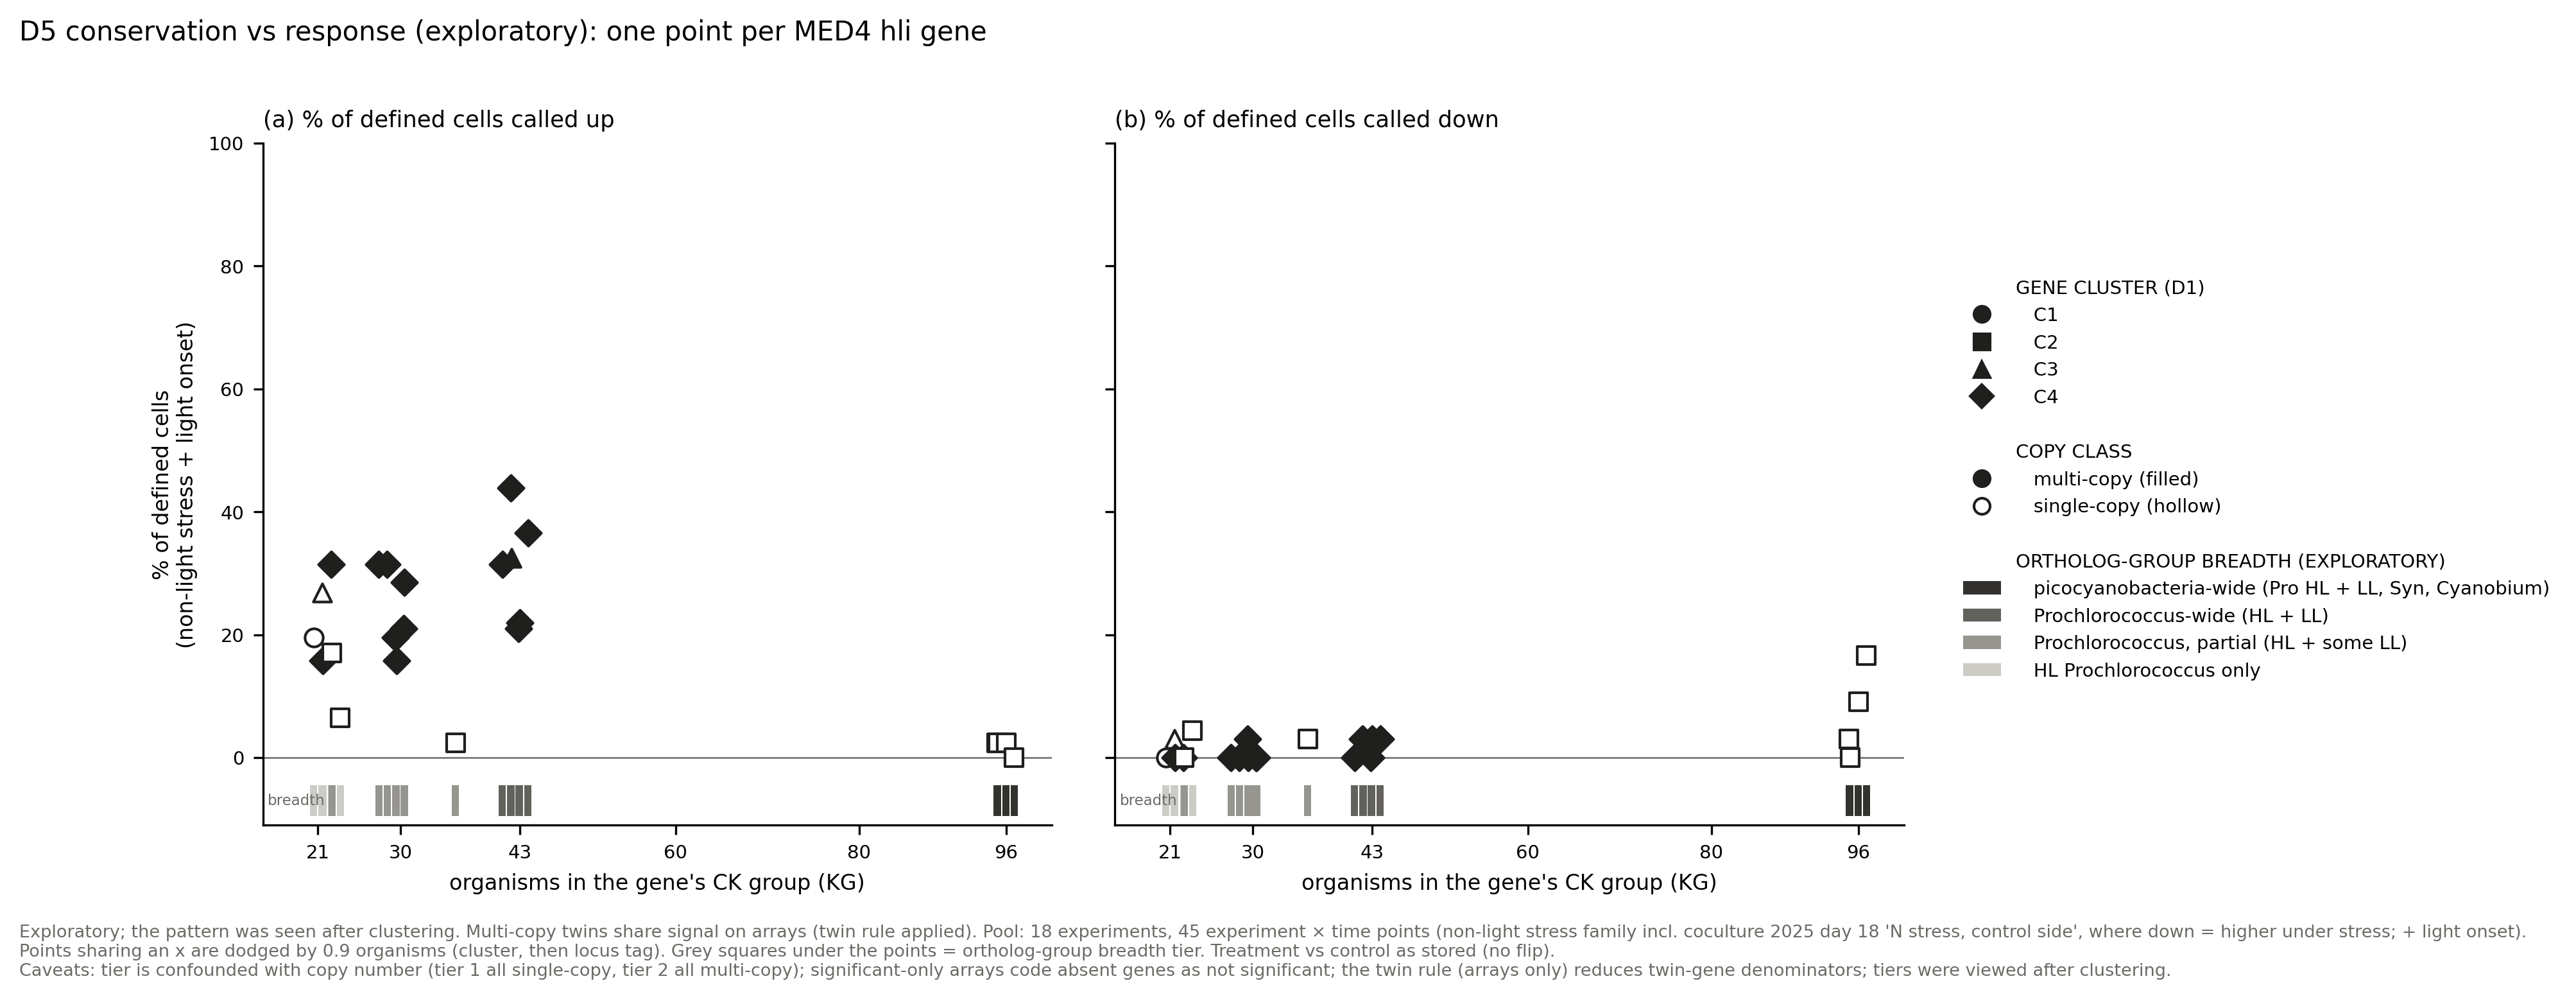 D5 conservation vs response (exploratory): one point per MED4 hli gene
(a) % of defined cells called up
(b) % of defined cells called down
% of defined cells
(non-light stress + light onset)
100
80
60
40
20
0
breadth
breadth
21
30
43
60
80
96
21
30
43
60
80
96
organisms in the gene's CK group (KG)
organisms in the gene's CK group (KG)
GENE CLUSTER (D1)
C1
C2
C3
C4
COPY CLASS
multi-copy (filled)
single-copy (hollow)
ORTHOLOG-GROUP BREADTH (EXPLORATORY)
picocyanobacteria-wide (Pro HL + LL, Syn, Cyanobium)
Prochlorococcus-wide (HL + LL)
Prochlorococcus, partial (HL + some LL)
HL Prochlorococcus only
Exploratory; the pattern was seen after clustering. Multi-copy twins share signal on arrays (twin rule applied). Pool: 18 experiments, 45 experiment × time points (non-light stress family incl. coculture 2025 day 18 'N stress, control side', where down = higher under stress; + light onset).
Points sharing an x are dodged by 0.9 organisms (cluster, then locus tag). Grey squares under the points = ortholog-group breadth tier. Treatment vs control as stored (no flip).
Caveats: tier is confounded with copy number (tier 1 all single-copy, tier 2 all multi-copy); significant-only arrays code absent genes as not significant; the twin rule (arrays only) reduces twin-gene denominators; tiers were viewed after clustering.